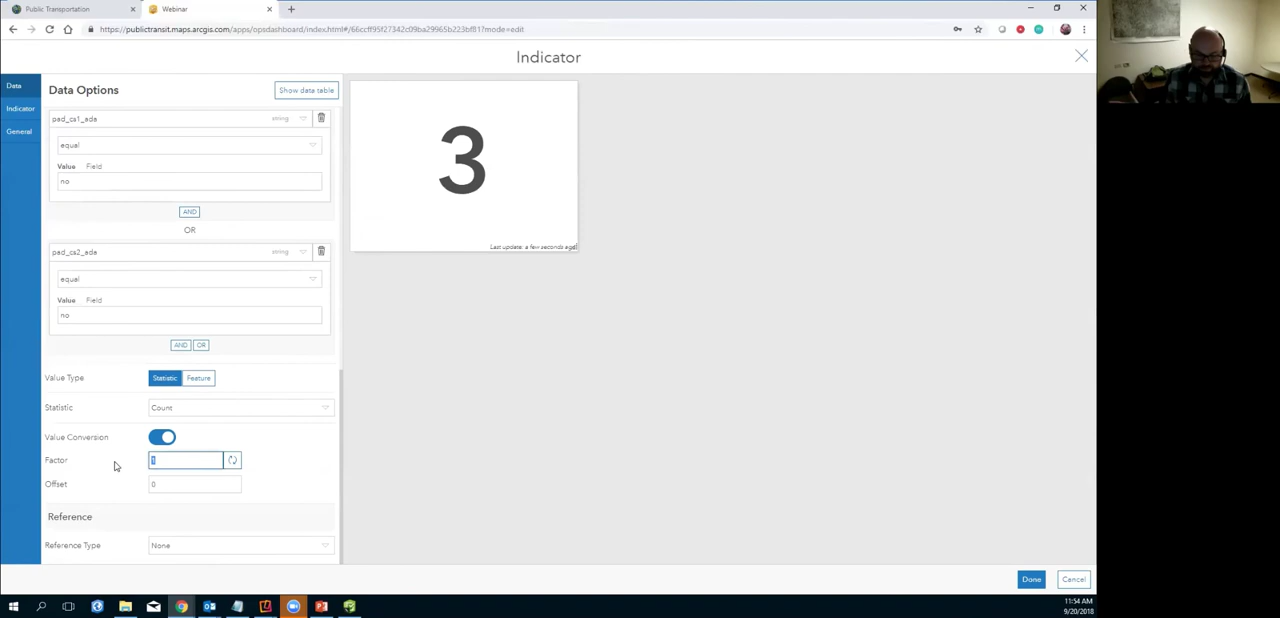 Public Transportation
Webinar
https://publictransit.maps.arcgis.com/apps/opsdashboard/index.html#/66ccff95f27342c09ba29965b223bf81?mode=edit
Indicator
Data
Indicator
General
Data Options
Show data table
pad_cs1_ada
string
equal
Value Field
no
AND
OR
pad_cs2_ada
string
equal
Value Field
no
AND OR
Value Type
Statistic Feature
Statistic
Count
Value Conversion
Factor
1
Offset
0
Reference
Reference Type
None
3
Last update: a few seconds ago
Done
Cancel
11:54 AM
9/20/2018